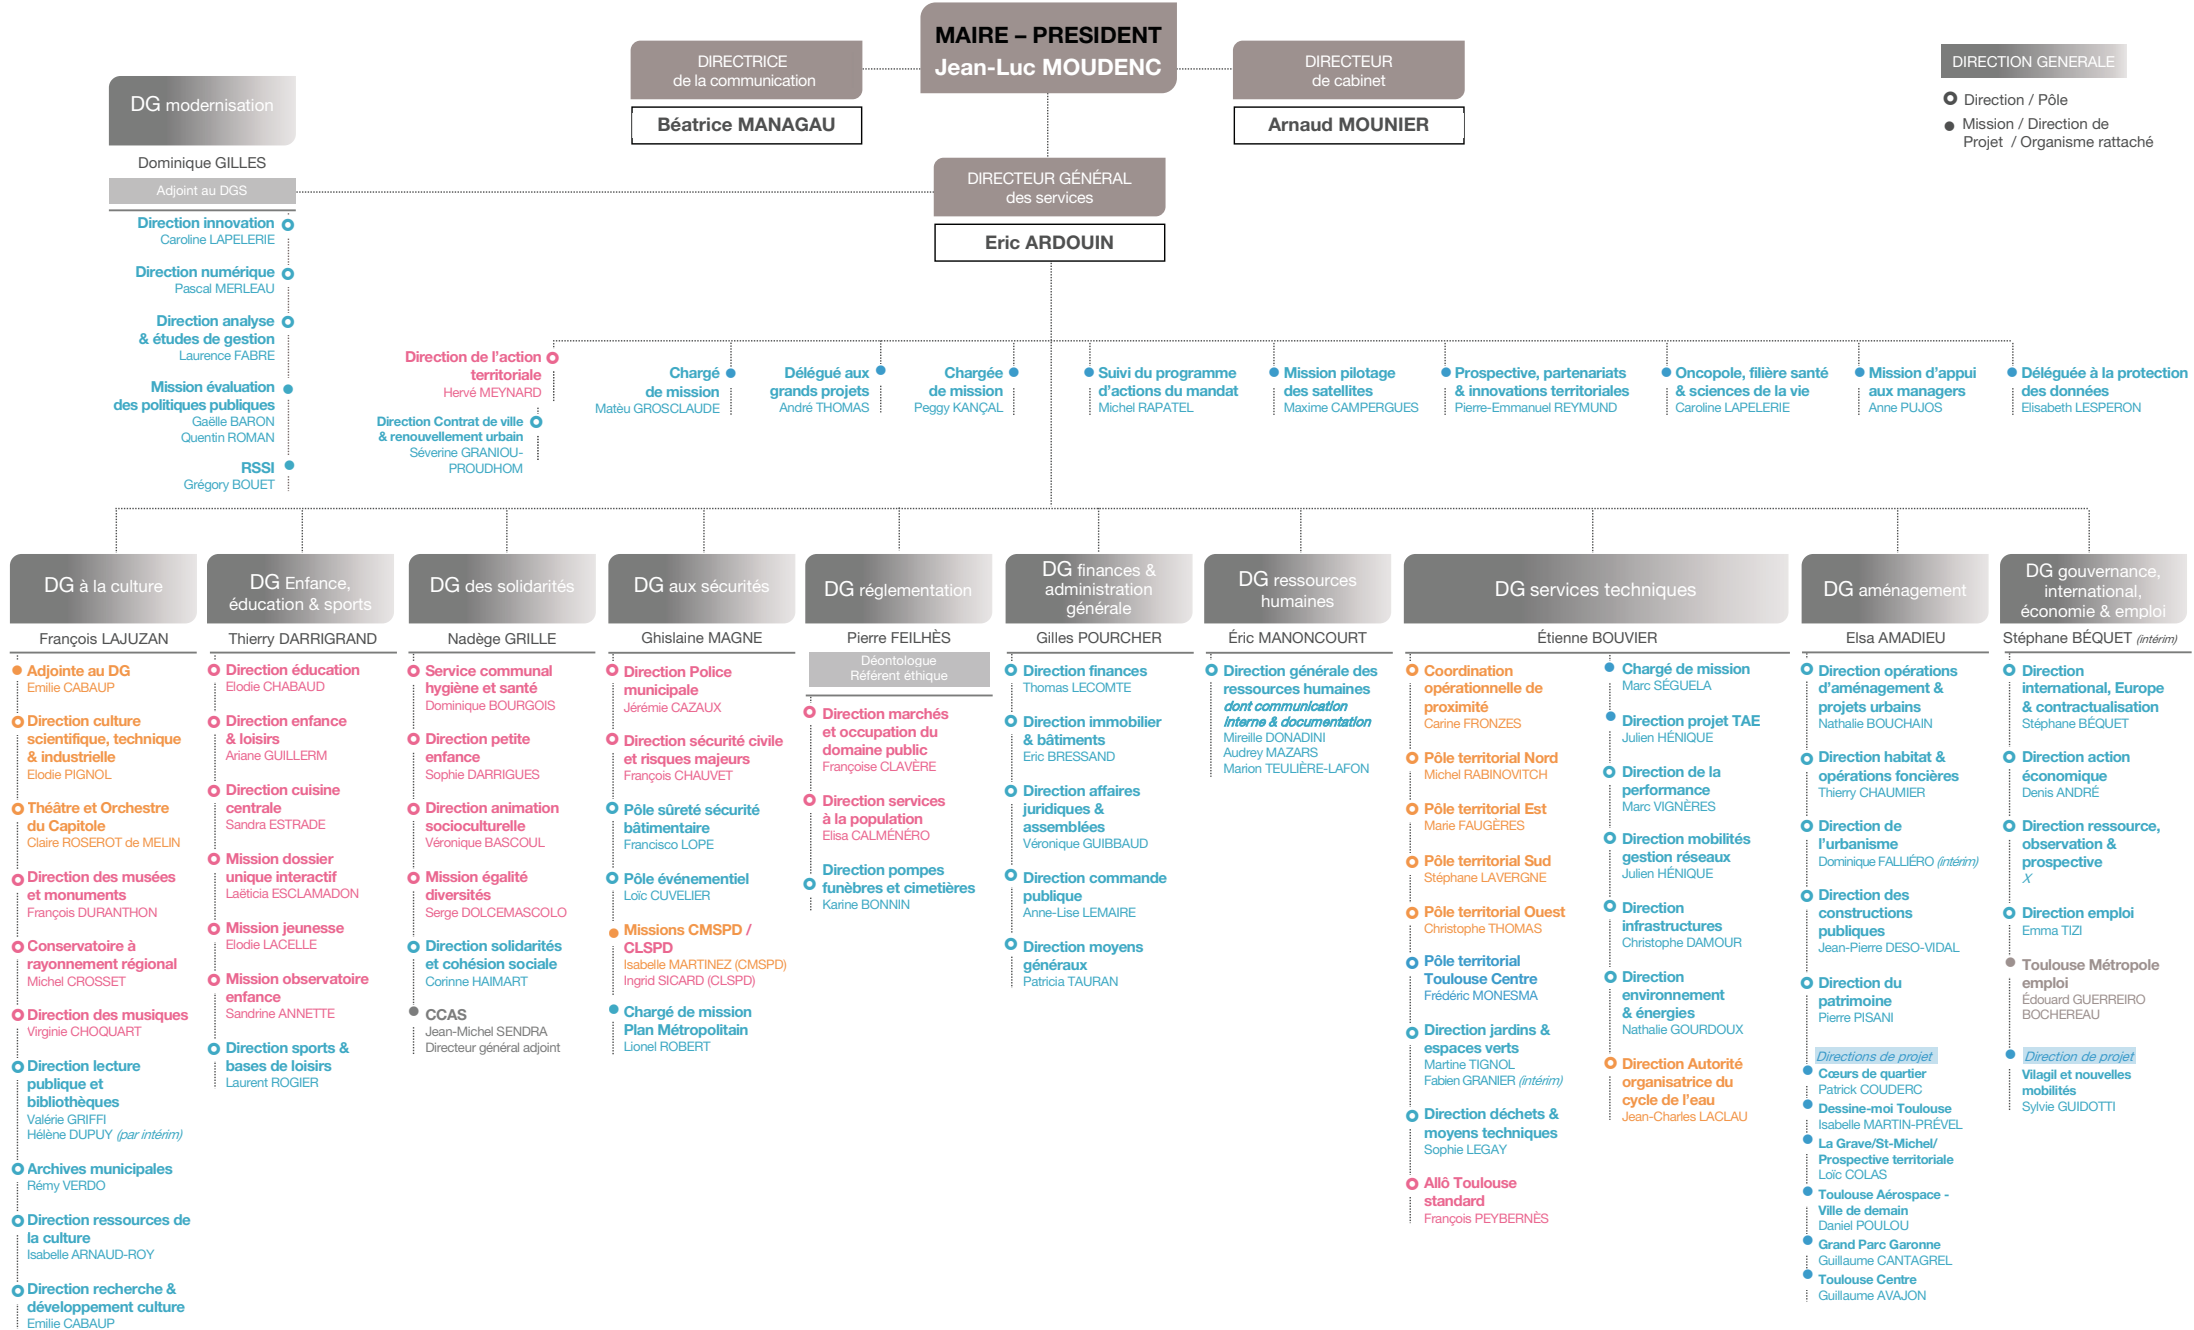 MAIRE – PRESIDENT
Jean-Luc MOUDENC
DIRECTRICE
de la communication
Béatrice MANAGAU
DIRECTEUR
de cabinet
Arnaud MOUNIER
DIRECTION GENERALE
Direction / Pôle
Mission / Direction de
Projet / Organisme rattaché
DG modernisation
Dominique GILLES
Adjoint au DGS
DIRECTEUR GÉNÉRAL
des services
Eric ARDOUIN
Direction innovation
Caroline LAPELERIE
Direction numérique
Pascal MERLEAU
Direction analyse
& études de gestion
Laurence FABRE
Mission évaluation
des politiques publiques
Gaëlle BARON
Quentin ROMAN
RSSI
Grégory BOUET
Direction de l'action
territoriale
Hervé MEYNARD
Direction Contrat de ville
& renouvellement urbain
Séverine GRANIOU-
PROUDHOM
Chargé
de mission
Matèu GROSCLAUDE
Délégué aux
grands projets
André THOMAS
Chargée
de mission
Peggy KANÇAL
Suivi du programme
d'actions du mandat
Michel RAPATEL
Mission pilotage
des satellites
Maxime CAMPERGUES
Prospective, partenariats
& innovations territoriales
Pierre-Emmanuel REYMUND
Oncopole, filière santé
& sciences de la vie
Caroline LAPELERIE
Mission d'appui
aux managers
Anne PUJOS
Déléguée à la protection
des données
Elisabeth LESPERON
DG à la culture
François LAJUZAN
Adjointe au DG
Emilie CABAUP
Direction culture
scientifique, technique
& industrielle
Elodie PIGNOL
Théâtre et Orchestre
du Capitole
Claire ROSEROT de MELIN
Direction des musées
et monuments
François DURANTHON
Conservatoire à
rayonnement régional
Michel CROSSET
Direction des musiques
Virginie CHOQUART
Direction lecture
publique et
bibliothèques
Valérie GRIFFI
Hélène DUPUY (par intérim)
Archives municipales
Rémy VERDO
Direction ressources de
la culture
Isabelle ARNAUD-ROY
Direction recherche &
développement culture
Emilie CABAUP
DG Enfance,
éducation & sports
Thierry DARRIGRAND
Direction éducation
Elodie CHABAUD
Direction enfance
& loisirs
Ariane GUILLERM
Direction cuisine
centrale
Sandra ESTRADE
Mission dossier
unique interactif
Laëticia ESCLAMADON
Mission jeunesse
Elodie LACELLE
Mission observatoire
enfance
Sandrine ANNETTE
Direction sports &
bases de loisirs
Laurent ROGIER
DG des solidarités
Nadège GRILLE
Service communal
hygiène et santé
Dominique BOURGOIS
Direction petite
enfance
Sophie DARRIGUES
Direction animation
socioculturelle
Véronique BASCOUL
Mission égalité
diversités
Serge DOLCEMASCOLO
Direction solidarités
et cohésion sociale
Corinne HAIMART
CCAS
Jean-Michel SENDRA
Directeur général adjoint
DG aux sécurités
Ghislaine MAGNE
Direction Police
municipale
Jérémie CAZAUX
Direction sécurité civile
et risques majeurs
François CHAUVET
Pôle sûreté sécurité
bâtimentaire
Francisco LOPE
Pôle événementiel
Loïc CUVELIER
Missions CMSPD /
CLSPD
Isabelle MARTINEZ (CMSPD)
Ingrid SICARD (CLSPD)
Chargé de mission
Plan Métropolitain
Lionel ROBERT
DG réglementation
Pierre FEILHÈS
Déontologue
Référent éthique
Direction marchés
et occupation du
domaine public
Françoise CLAVÈRE
Direction services
à la population
Elisa CALMÉNÉRO
Direction pompes
funèbres et cimetières
Karine BONNIN
DG finances &
administration
générale
Gilles POURCHER
Direction finances
Thomas LECOMTE
Direction immobilier
& bâtiments
Eric BRESSAND
Direction affaires
juridiques &
assemblées
Véronique GUIBBAUD
Direction commande
publique
Anne-Lise LEMAIRE
Direction moyens
généraux
Patricia TAURAN
DG ressources
humaines
Éric MANONCOURT
Direction générale des
ressources humaines
dont communication
interne & documentation
Mireille DONADINI
Audrey MAZARS
Marion TEULIÈRE-LAFON
DG services techniques
Étienne BOUVIER
Coordination
opérationnelle de
proximité
Carine FRONZES
Pôle territorial Nord
Michel RABINOVITCH
Pôle territorial Est
Marie FAUGÈRES
Pôle territorial Sud
Stéphane LAVERGNE
Pôle territorial Ouest
Christophe THOMAS
Pôle territorial
Toulouse Centre
Frédéric MONESMA
Direction jardins &
espaces verts
Martine TIGNOL
Fabien GRANIER (intérim)
Direction déchets &
moyens techniques
Sophie LEGAY
Allô Toulouse
standard
François PEYBERNÈS
Chargé de mission
Marc SÉGUELA
Direction projet TAE
Julien HÉNIQUE
Direction de la
performance
Marc VIGNÈRES
Direction mobilités
gestion réseaux
Julien HÉNIQUE
Direction
infrastructures
Christophe DAMOUR
Direction
environnement
& énergies
Nathalie GOURDOUX
Direction Autorité
organisatrice du
cycle de l'eau
Jean-Charles LACLAU
DG aménagement
Elsa AMADIEU
Direction opérations
d'aménagement &
projets urbains
Nathalie BOUCHAIN
Direction habitat &
opérations foncières
Thierry CHAUMIER
Direction de
l'urbanisme
Dominique FALLIÉRO (intérim)
Direction des
constructions
publiques
Jean-Pierre DESO-VIDAL
Direction du
patrimoine
Pierre PISANI
Directions de projet
Cœurs de quartier
Patrick COUDERC
Dessine-moi Toulouse
Isabelle MARTIN-PRÉVEL
La Grave/St-Michel/
Prospective territoriale
Loïc COLAS
Toulouse Aérospace -
Ville de demain
Daniel POULOU
Grand Parc Garonne
Guillaume CANTAGREL
Toulouse Centre
Guillaume AVAJON
DG gouvernance,
international,
économie & emploi
Stéphane BÉQUET (intérim)
Direction
international, Europe
& contractualisation
Stéphane BÉQUET
Direction action
économique
Denis ANDRÉ
Direction ressource,
observation &
prospective
X
Direction emploi
Emma TIZI
Toulouse Métropole
emploi
Édouard GUERREIRO
BOCHEREAU
Direction de projet
Vilagil et nouvelles
mobilités
Sylvie GUIDOTTI